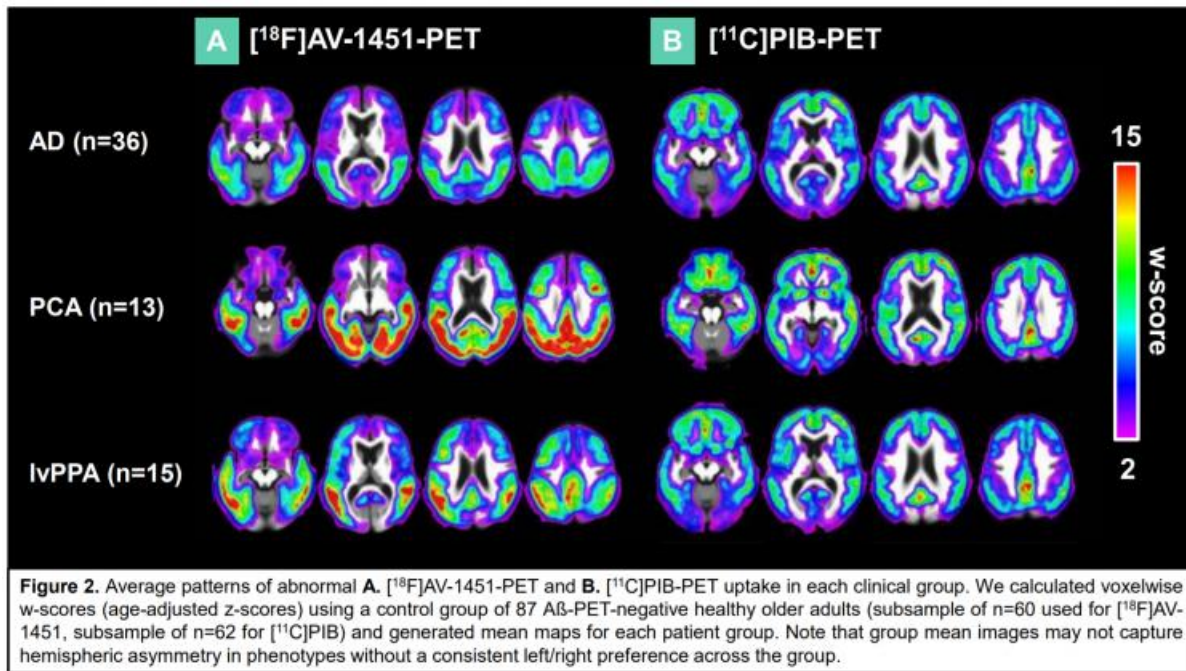 A [¹⁸F]AV-1451-PET
B [¹¹C]PIB-PET
AD (n=36)
PCA (n=13)
lvPPA (n=15)
15
w-score
2
Figure 2. Average patterns of abnormal A. [¹⁸F]AV-1451-PET and B. [¹¹C]PIB-PET uptake in each clinical group. We calculated voxelwise
w-scores (age-adjusted z-scores) using a control group of 87 Aß-PET-negative healthy older adults (subsample of n=60 used for [¹⁸F]AV-
1451, subsample of n=62 for [¹¹C]PIB) and generated mean maps for each patient group. Note that group mean images may not capture
hemispheric asymmetry in phenotypes without a consistent left/right preference across the group.